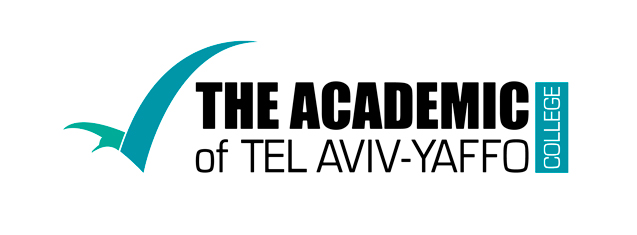 THE ACADEMIC
COLLEGE
of TEL AVIV-YAFFO